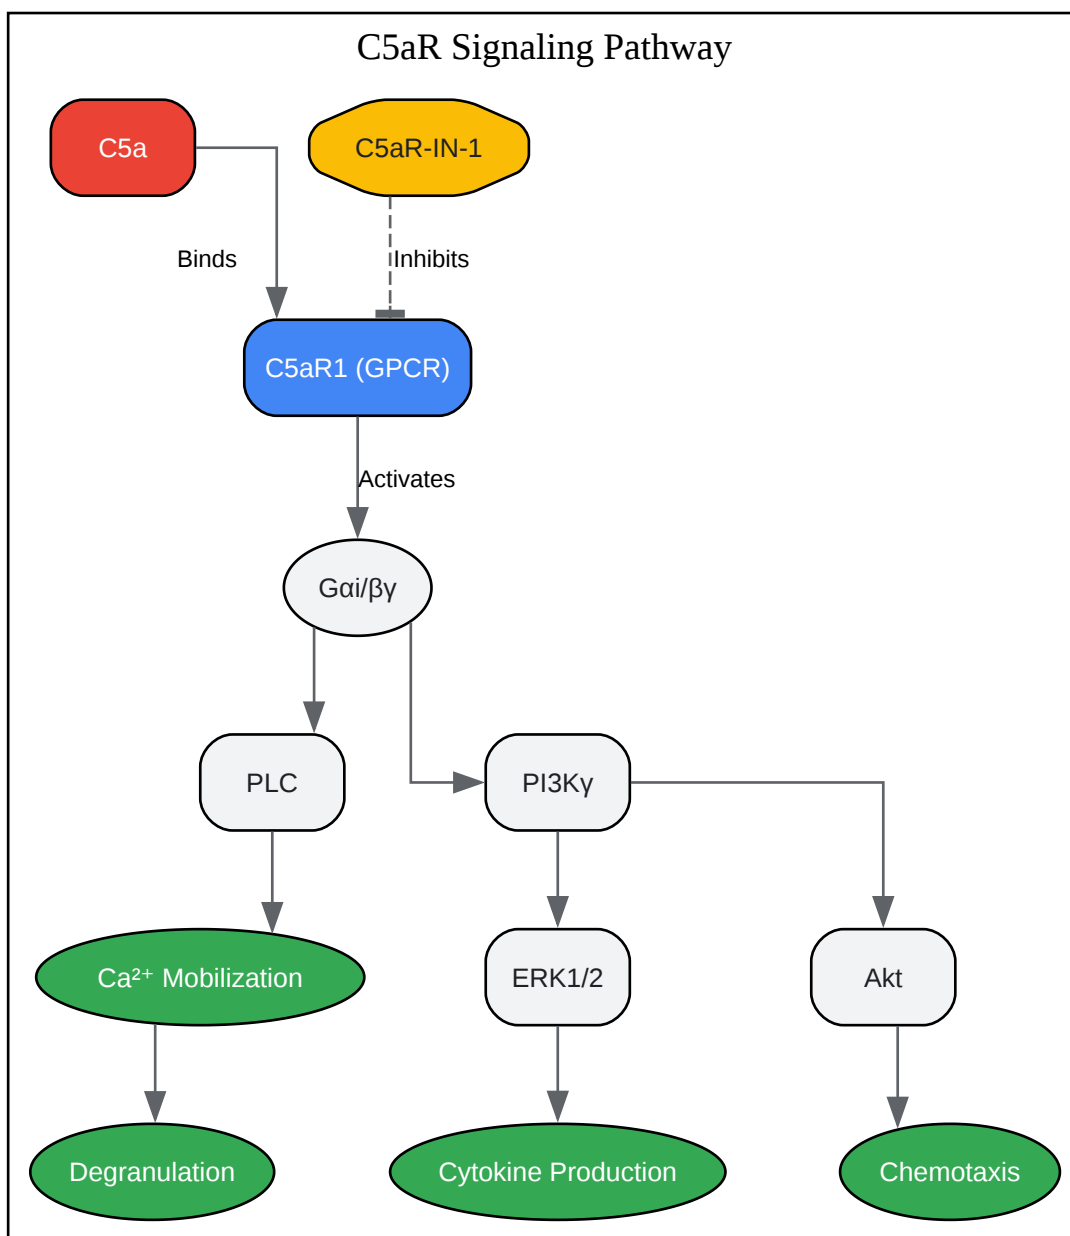 C5aR Signaling Pathway
C5a
C5aR-IN-1
Binds
Inhibits
C5aR1 (GPCR)
Activates
Gαi/βγ
PLC
PI3Kγ
Ca²⁺ Mobilization
ERK1/2
Akt
Degranulation
Cytokine Production
Chemotaxis